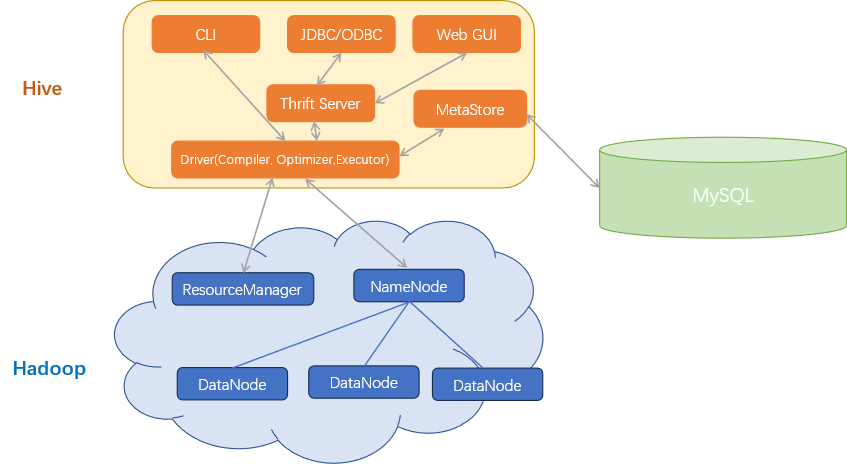 CLI
JDBC/ODBC
Web GUI
Hive
Thrift Server
MetaStore
Driver(Compiler, Optimizer,Executor)
MySQL
ResourceManager
NameNode
Hadoop
DataNode
DataNode
DataNode